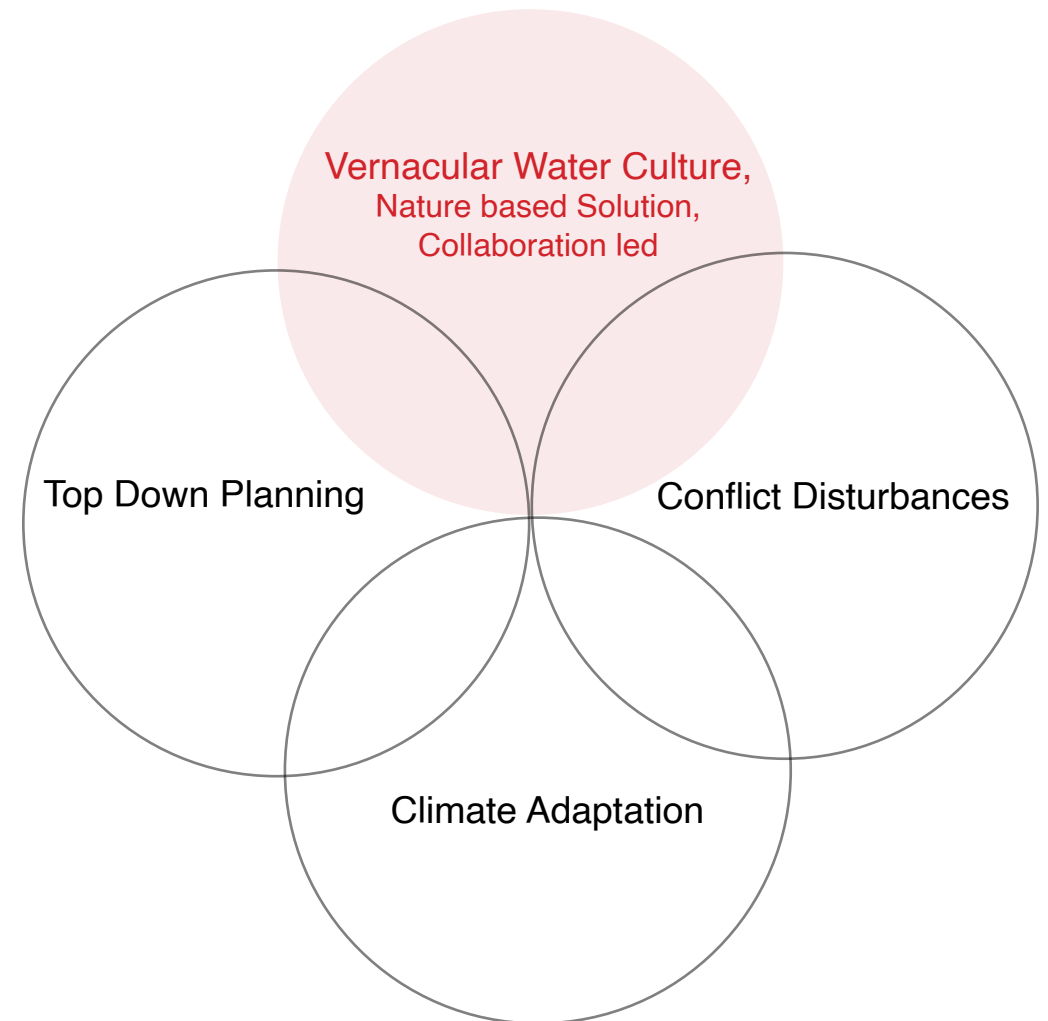 Vernacular Water Culture,
Nature based Solution,
Collaboration led
Top Down Planning
Conflict Disturbances
Climate Adaptation